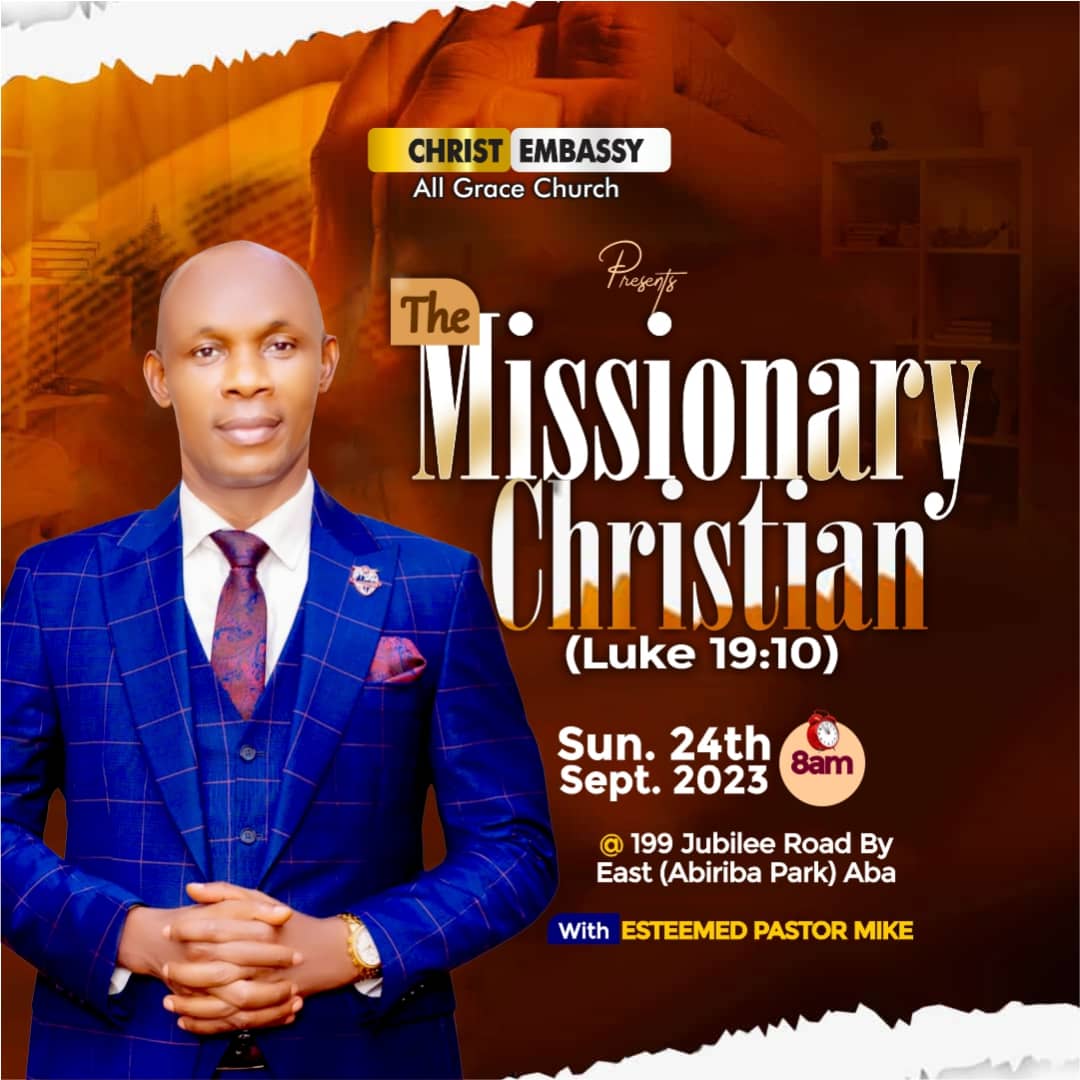 CHRIST EMBASSY
All Grace Church
Presents
The
Missionary
Christian
(Luke 19:10)
Sun. 24th
Sept. 2023
8am
@ 199 Jubilee Road By
East (Abiriba Park) Aba
With ESTEEMED PASTOR MIKE